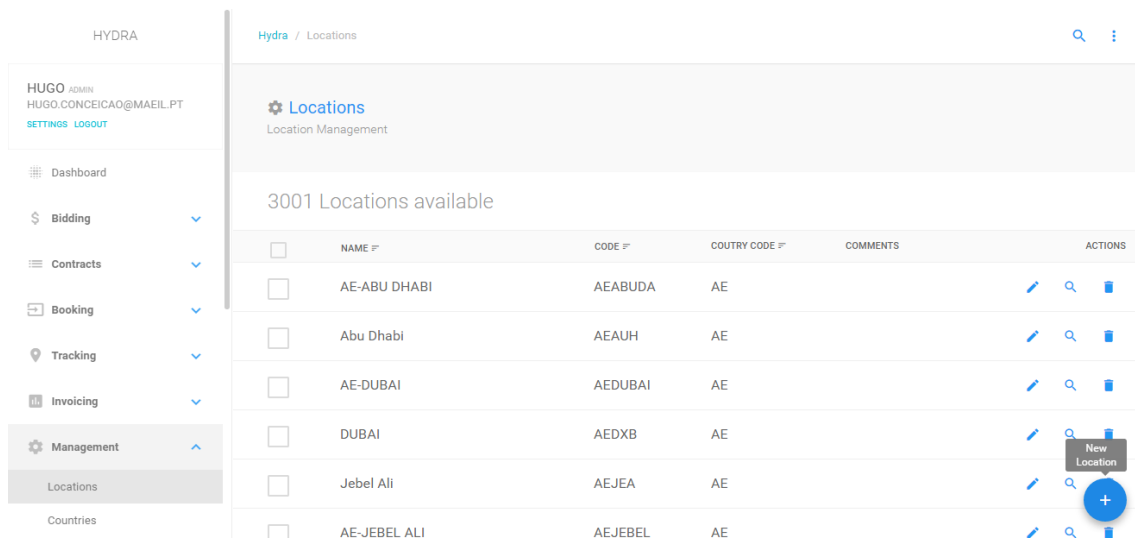 HYDRA
HUGO ADMIN
HUGO.CONCEICAO@MAEIL.PT
SETTINGS LOGOUT
Dashboard
Bidding
Contracts
Booking
Tracking
Invoicing
Management
Locations
Countries
Hydra / Locations
Locations
Location Management
3001 Locations available
NAME CODE COUTRY CODE COMMENTS ACTIONS
AE-ABU DHABI AEABUDA AE
Abu Dhabi AEAUH AE
AE-DUBAI AEDUBAI AE
DUBAI AEDXB AE
New
Location
Jebel Ali AEJEA AE
AE-JEBEL ALI AEJEBEL AE